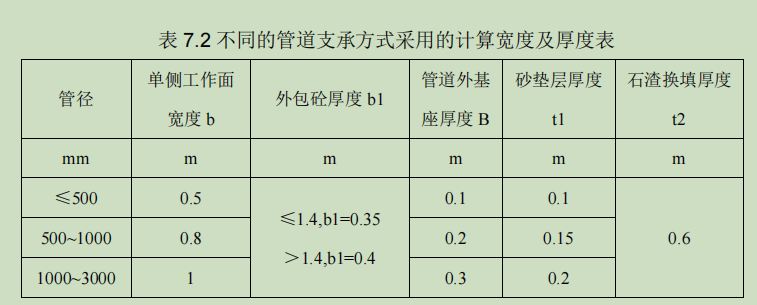 表 7.2 不同的管道支承方式采用的计算宽度及厚度表
管径 单侧工作面宽度 b 外包砼厚度 b1 管道外基座厚度 B 砂垫层厚度 t1 石渣换填厚度 t2
mm m m m m m
≤500 0.5 ≤1.4,b1=0.35 0.1 0.1 0.6
500~1000 0.8 >1.4,b1=0.4 0.2 0.15
1000~3000 1 0.3 0.2